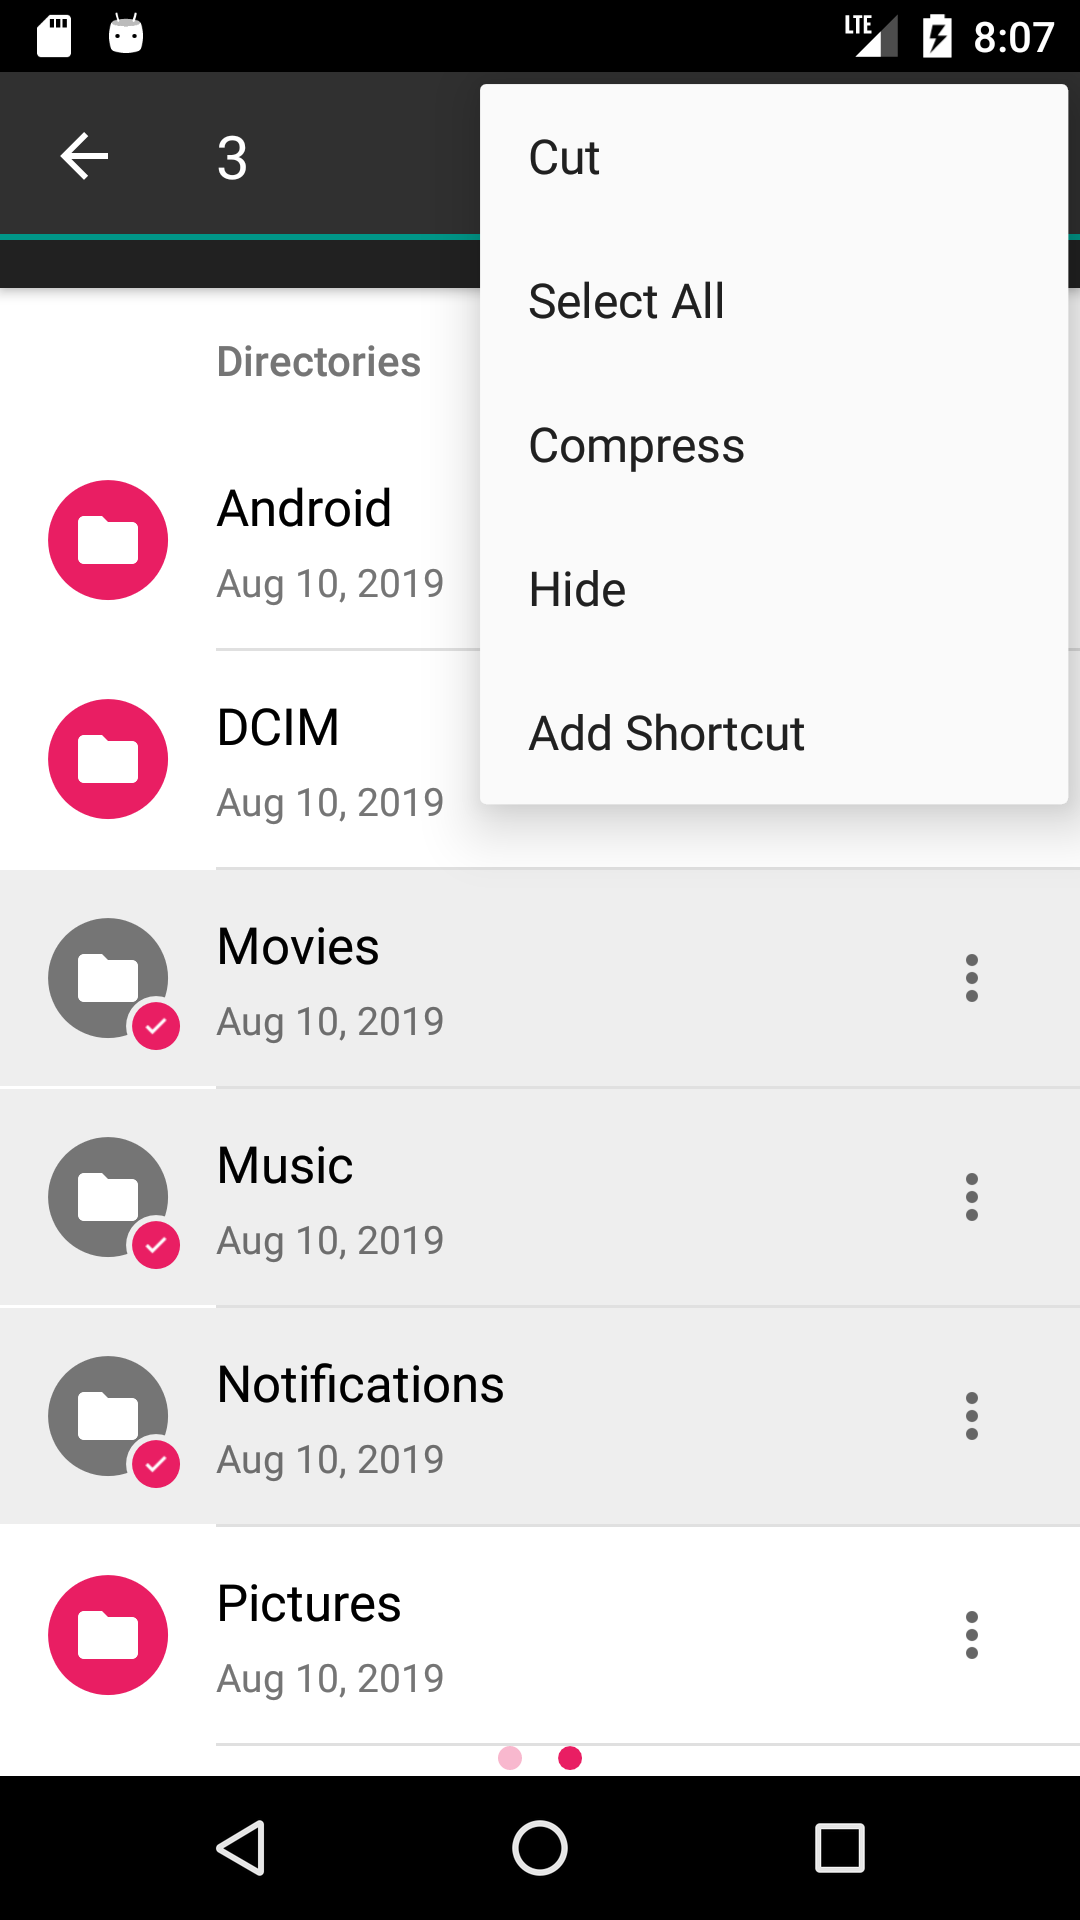 LTE 8:07
3
Cut
Select All
Compress
Hide
Add Shortcut
Directories
Android
Aug 10, 2019
DCIM
Aug 10, 2019
Movies
Aug 10, 2019
Music
Aug 10, 2019
Notifications
Aug 10, 2019
Pictures
Aug 10, 2019